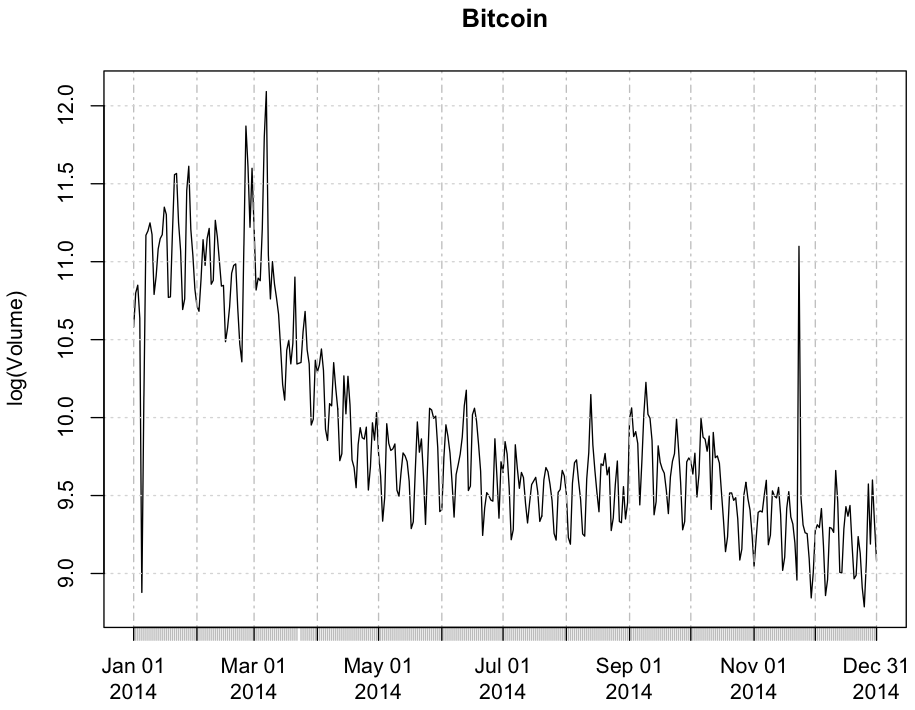 Bitcoin
log(Volume)
12.0
11.5
11.0
10.5
10.0
9.5
9.0
Jan 01 2014
Mar 01 2014
May 01 2014
Jul 01 2014
Sep 01 2014
Nov 01 2014
Dec 31 2014